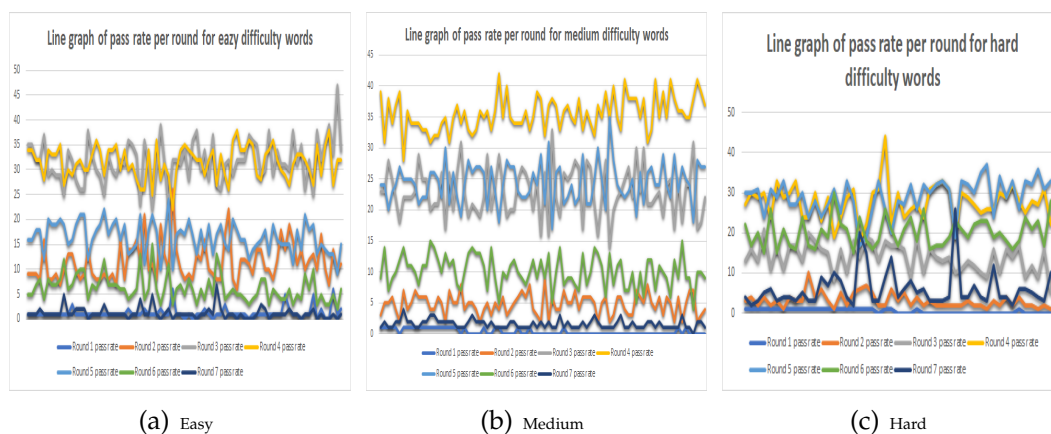 Line graph of pass rate per round for eazy difficulty words
50
45
40
35
30
25
20
15
10
5
0
Round 1 pass rate Round 2 pass rate Round 3 pass rate Round 4 pass rate
Round 5 pass rate Round 6 pass rate Round 7 pass rate
(a) Easy
Line graph of pass rate per round for medium difficulty words
45
40
35
30
25
20
15
10
5
0
Round 1 pass rate Round 2 pass rate Round 3 pass rate Round 4 pass rate
Round 5 pass rate Round 6 pass rate Round 7 pass rate
(b) Medium
Line graph of pass rate per round for hard
difficulty words
50
40
30
20
10
0
Round 1 pass rate Round 2 pass rate Round 3 pass rate Round 4 pass rate
Round 5 pass rate Round 6 pass rate Round 7 pass rate
(c) Hard